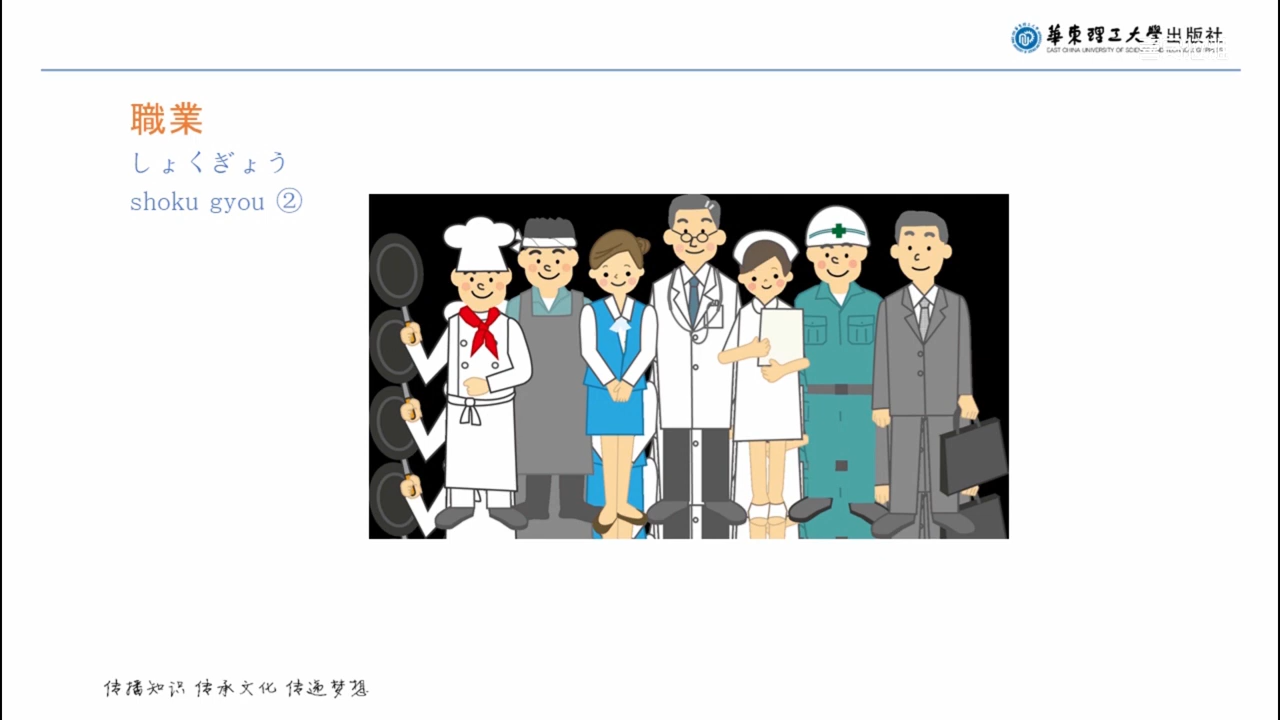 華東理工大學出版社
職業
しょくぎょう
shoku gyou ②
传播知识 传承文化 传递梦想